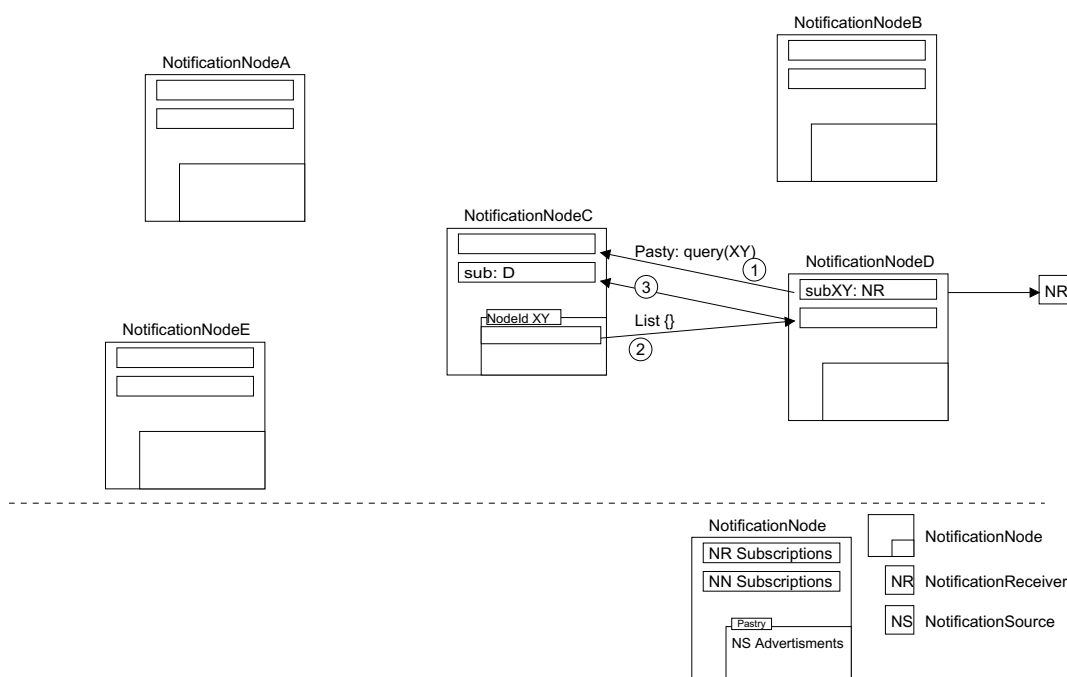 NotificationNodeB
NotificationNodeA
NotificationNodeC
Pasty: query(XY)
1
NotificationNodeD
sub: D
3
subXY: NR
NR
NodeId XY
List {}
2
NotificationNodeE
NotificationNode
NR Subscriptions
NN Subscriptions
Pastry
NS Advertisments
NotificationNode
NR NotificationReceiver
NS NotificationSource